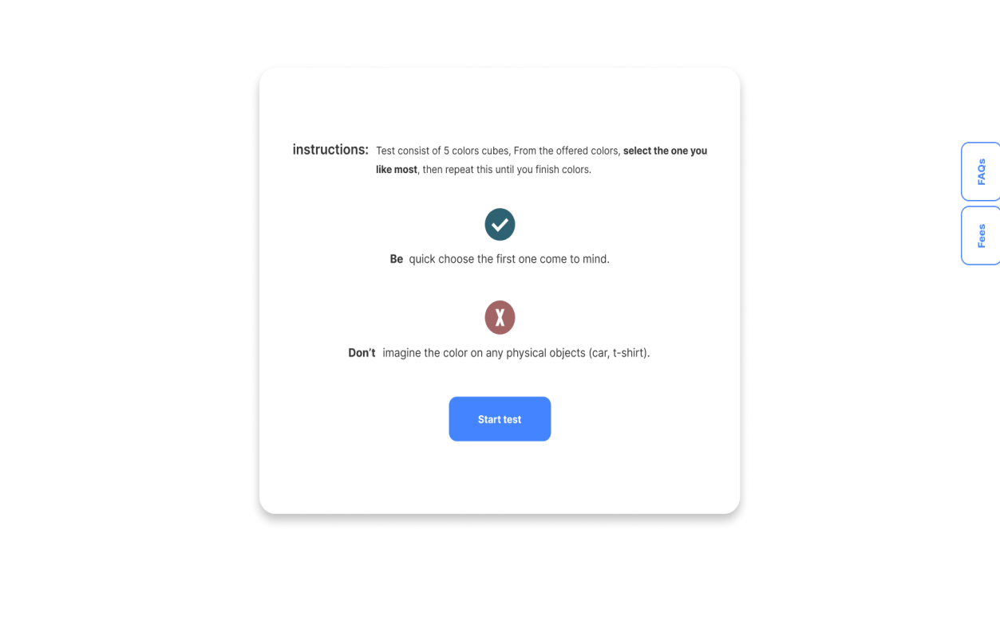 instructions: Test consist of 5 colors cubes, From the offered colors, select the one you
like most, then repeat this until you finish colors.
Be quick choose the first one come to mind.
X
Don't imagine the color on any physical objects (car, t-shirt).
Start test
FAQs
Fees